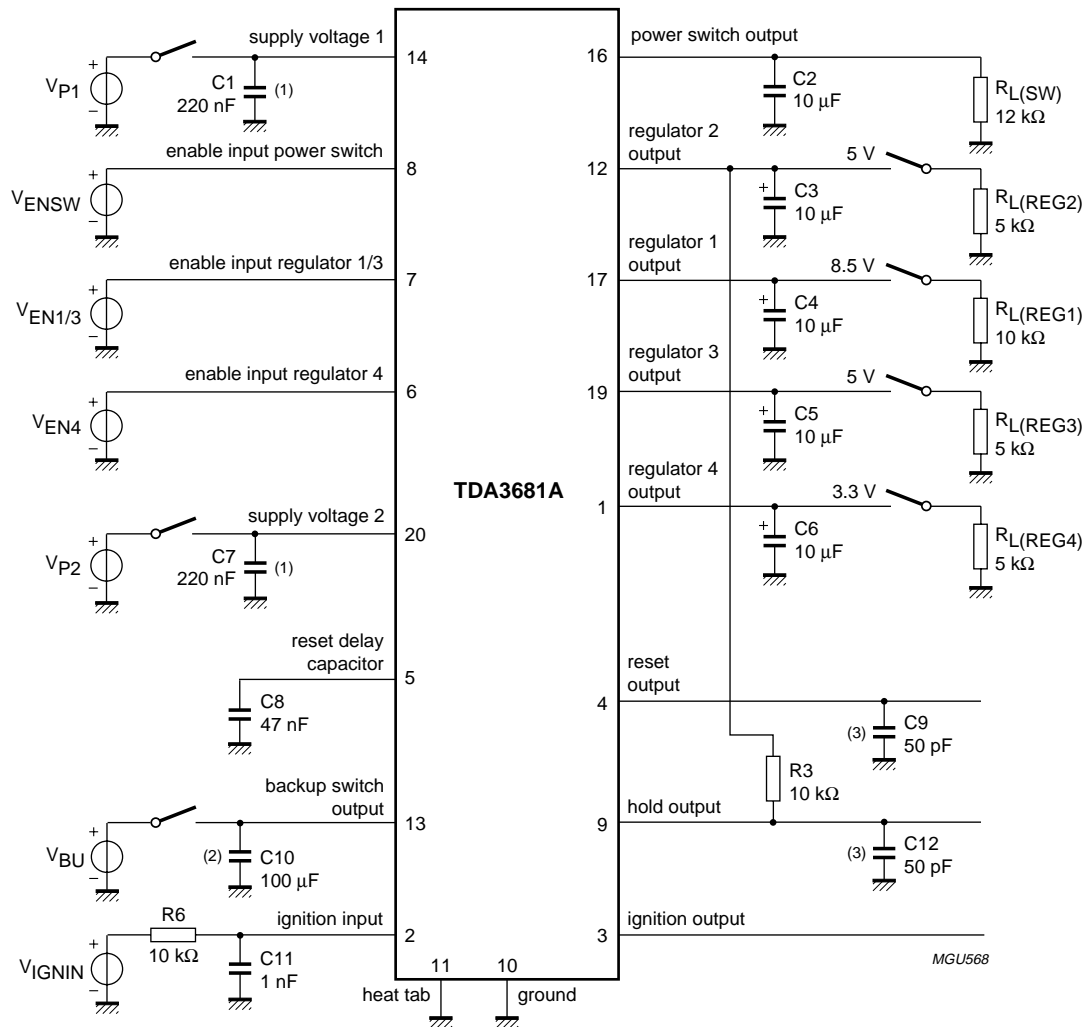 supply voltage 1
14
V_P1
+
−
C1
220 nF
(1)
enable input power switch
8
V_ENSW
+
−
enable input regulator 1/3
7
V_EN1/3
+
−
enable input regulator 4
6
V_EN4
+
−
supply voltage 2
20
V_P2
+
−
C7
220 nF
(1)
reset delay
capacitor
5
C8
47 nF
backup switch
output
13
V_BU
+
−
(2)
C10
100 μF
ignition input
2
V_IGNIN
+
−
R6
10 kΩ
C11
1 nF
TDA3681A
11
heat tab
10
ground
power switch output
16
C2
10 μF
R_L(SW)
12 kΩ
regulator 2
output
12
5 V
+
C3
10 μF
R_L(REG2)
5 kΩ
regulator 1
output
17
8.5 V
+
C4
10 μF
R_L(REG1)
10 kΩ
regulator 3
output
19
5 V
+
C5
10 μF
R_L(REG3)
5 kΩ
regulator 4
output
1
3.3 V
+
C6
10 μF
R_L(REG4)
5 kΩ
reset
output
4
(3)
C9
50 pF
R3
10 kΩ
hold output
9
(3)
C12
50 pF
ignition output
3
MGU568